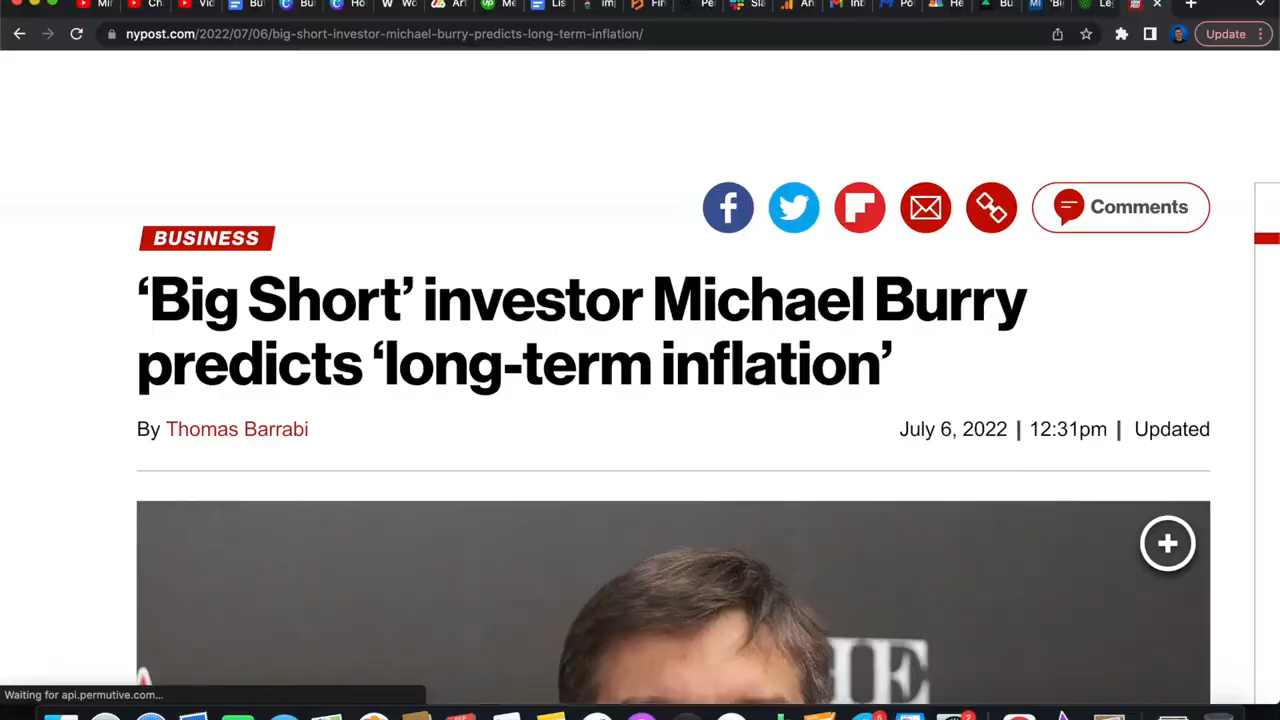 Update
nypost.com/2022/07/06/big-short-investor-michael-burry-predicts-long-term-inflation/
Comments
BUSINESS
‘Big Short’ investor Michael Burry
predicts ‘long-term inflation’
By Thomas Barrabi
July 6, 2022 | 12:31pm | Updated
Waiting for api.permutive.com...